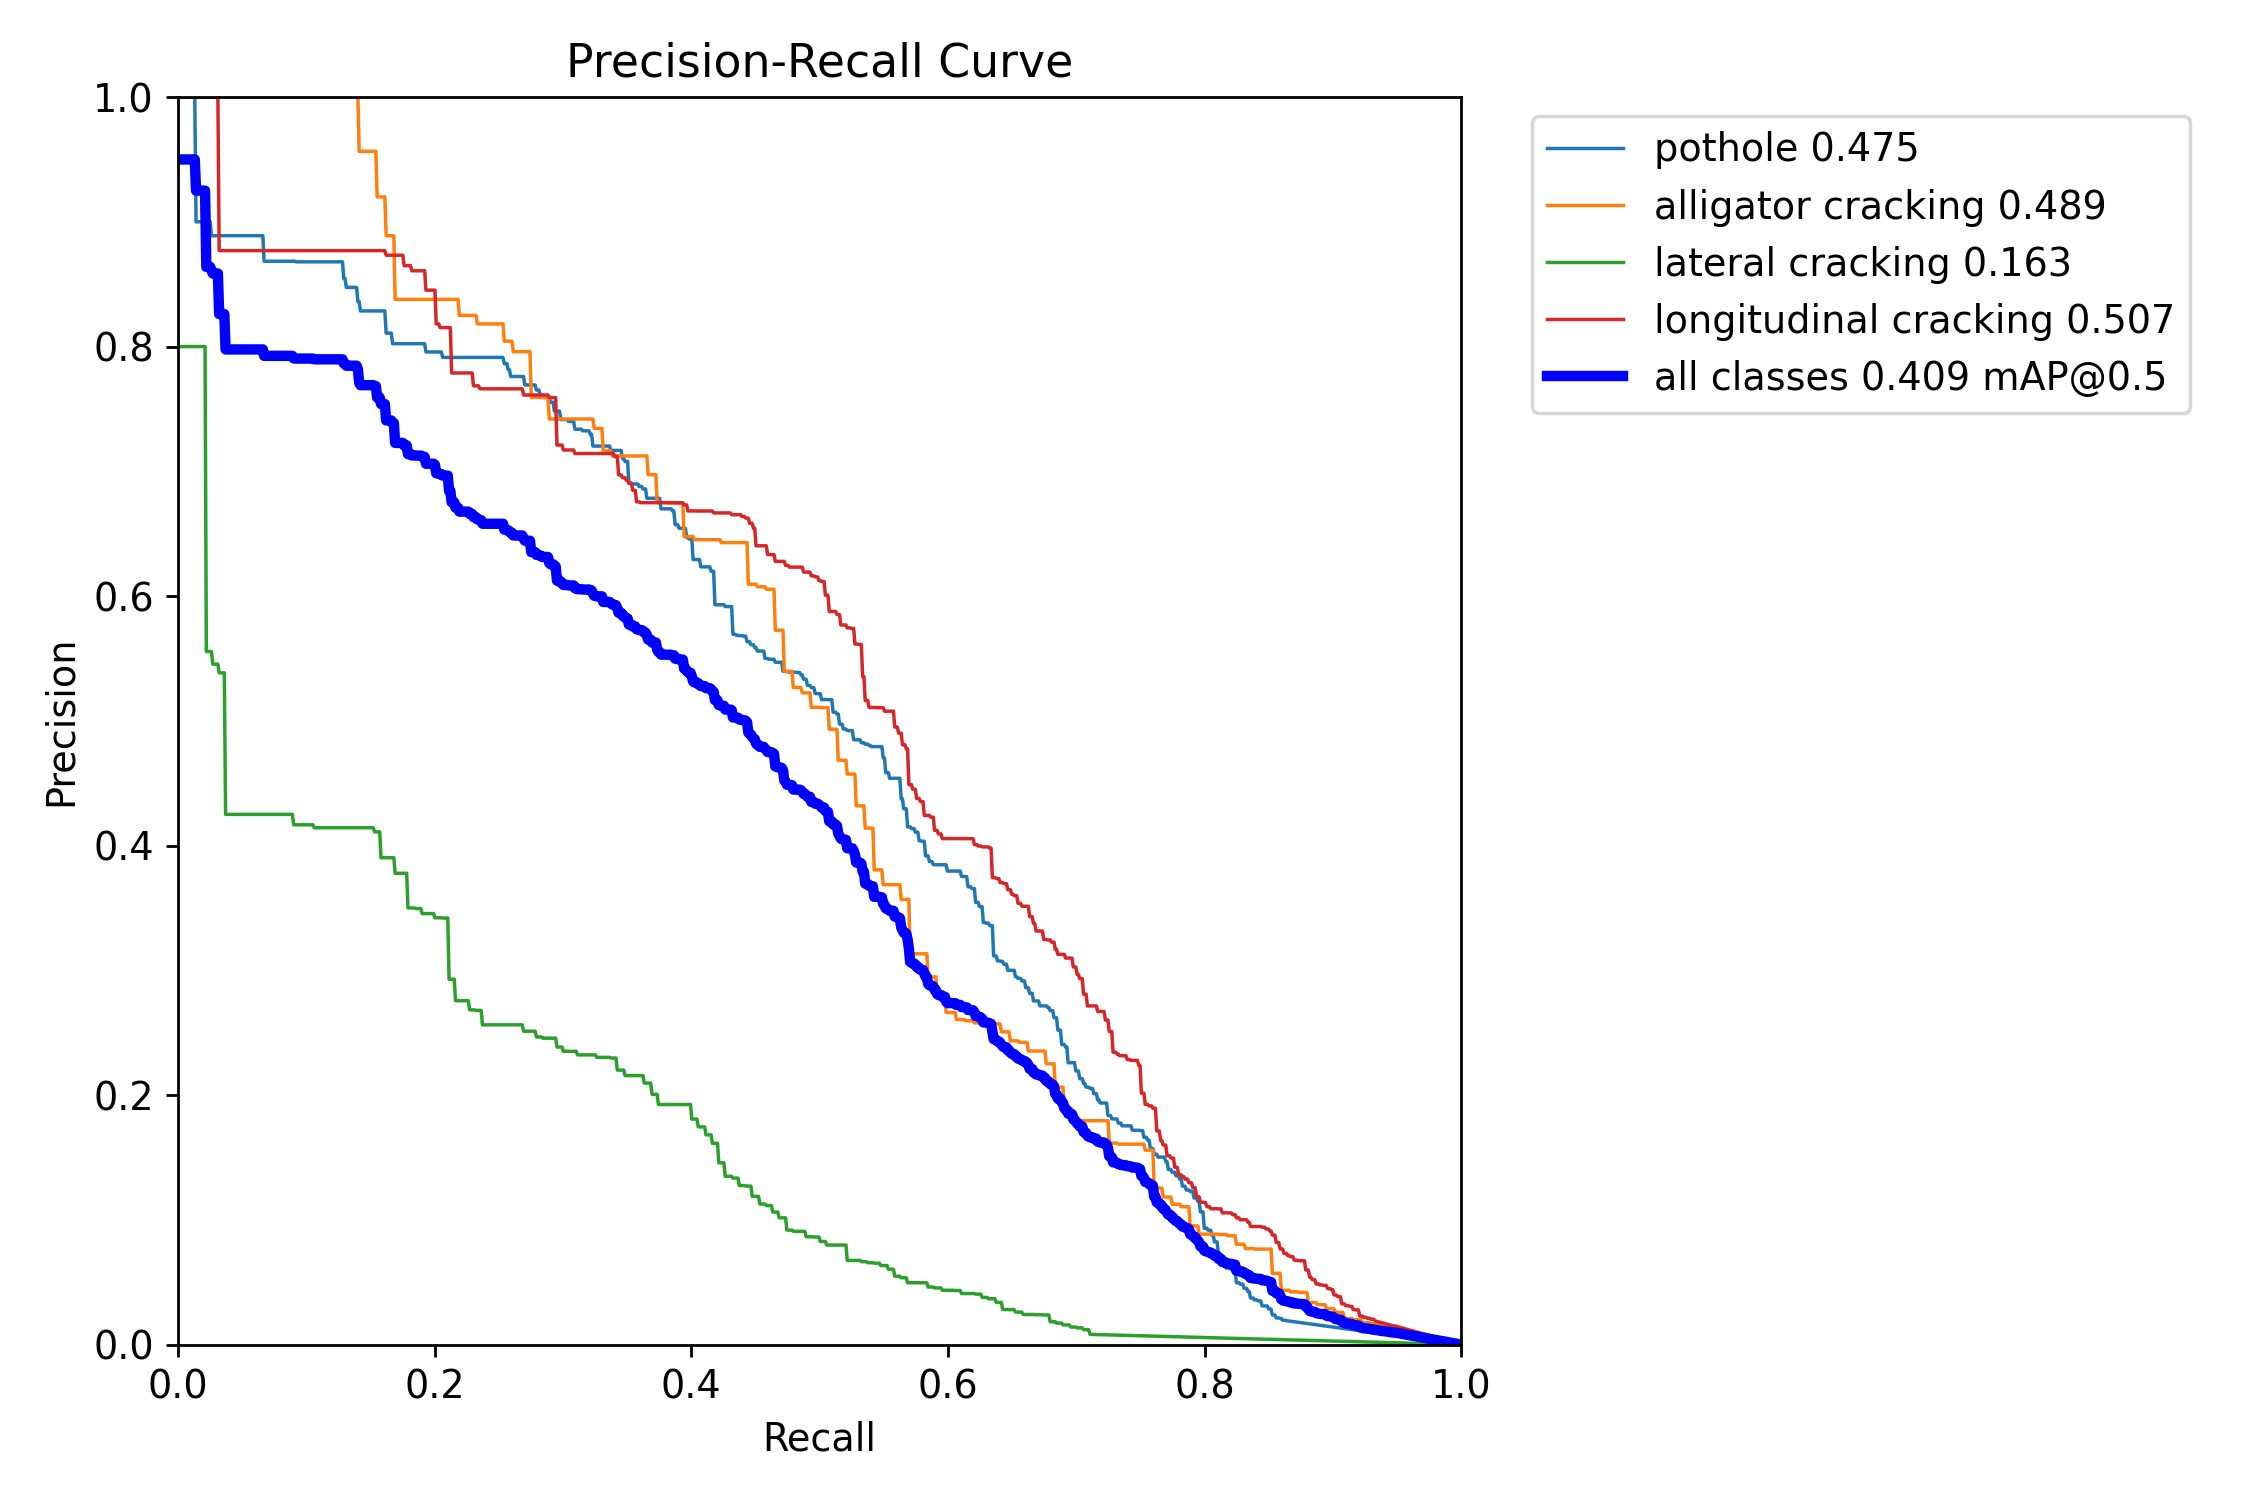 Precision-Recall Curve
1.0
0.8
0.6
0.4
0.2
0.0
Precision
0.0 0.2 0.4 0.6 0.8 1.0
Recall
pothole 0.475
alligator cracking 0.489
lateral cracking 0.163
longitudinal cracking 0.507
all classes 0.409 mAP@0.5